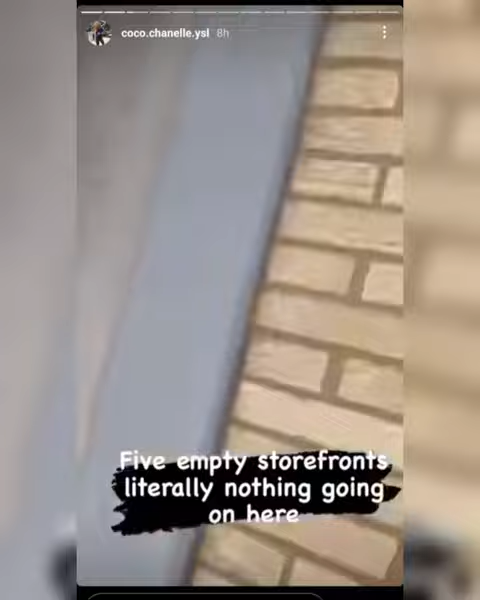 coco.chanelle.ysl 8h
Five empty storefronts
literally nothing going
on here